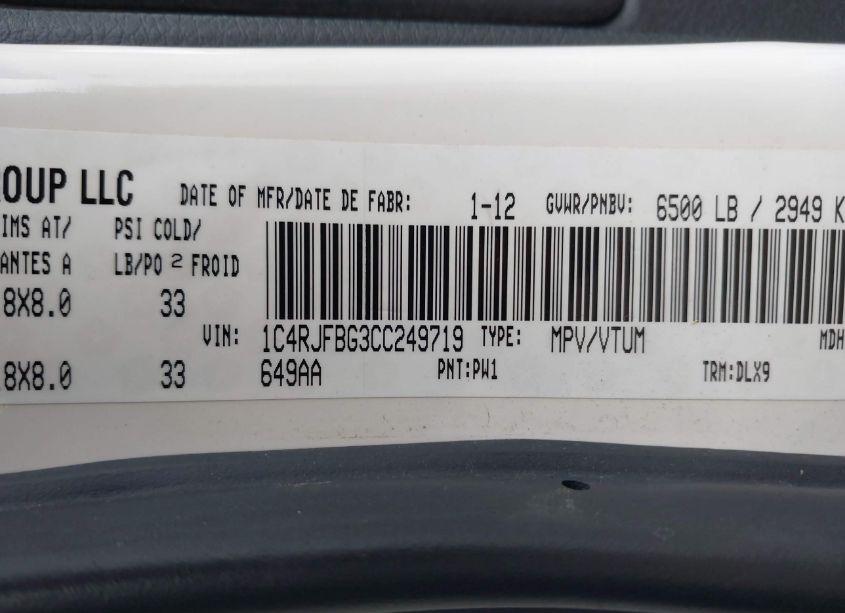 ROUP LLC DATE OF MFR/DATE DE FABR: 1-12 GVWR/PNBV: 6500 LB / 2949 K
IMS AT/ PSI COLD/
ANTES A LB/PO 2 FROID
8X8.0 33
VIN: 1C4RJFBG3CC249719 TYPE: MPV/VTUM MDH
8X8.0 33 649AA PNT:PW1 TRM:DLX9